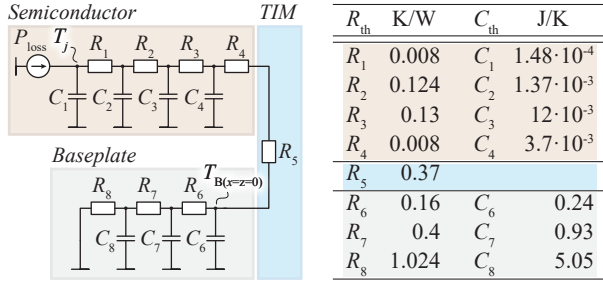 Semiconductor
TIM
P_loss T_j R_1 R_2 R_3 R_4
C_1 C_2 C_3 C_4
R_5
Baseplate
T_B(x=z=0)
R_8 R_7 R_6
C_8 C_7 C_6
R_th K/W C_th J/K
R_1 0.008 C_1 1.48·10^-4
R_2 0.124 C_2 1.37·10^-3
R_3 0.13 C_3 12·10^-3
R_4 0.008 C_4 3.7·10^-3
R_5 0.37
R_6 0.16 C_6 0.24
R_7 0.4 C_7 0.93
R_8 1.024 C_8 5.05